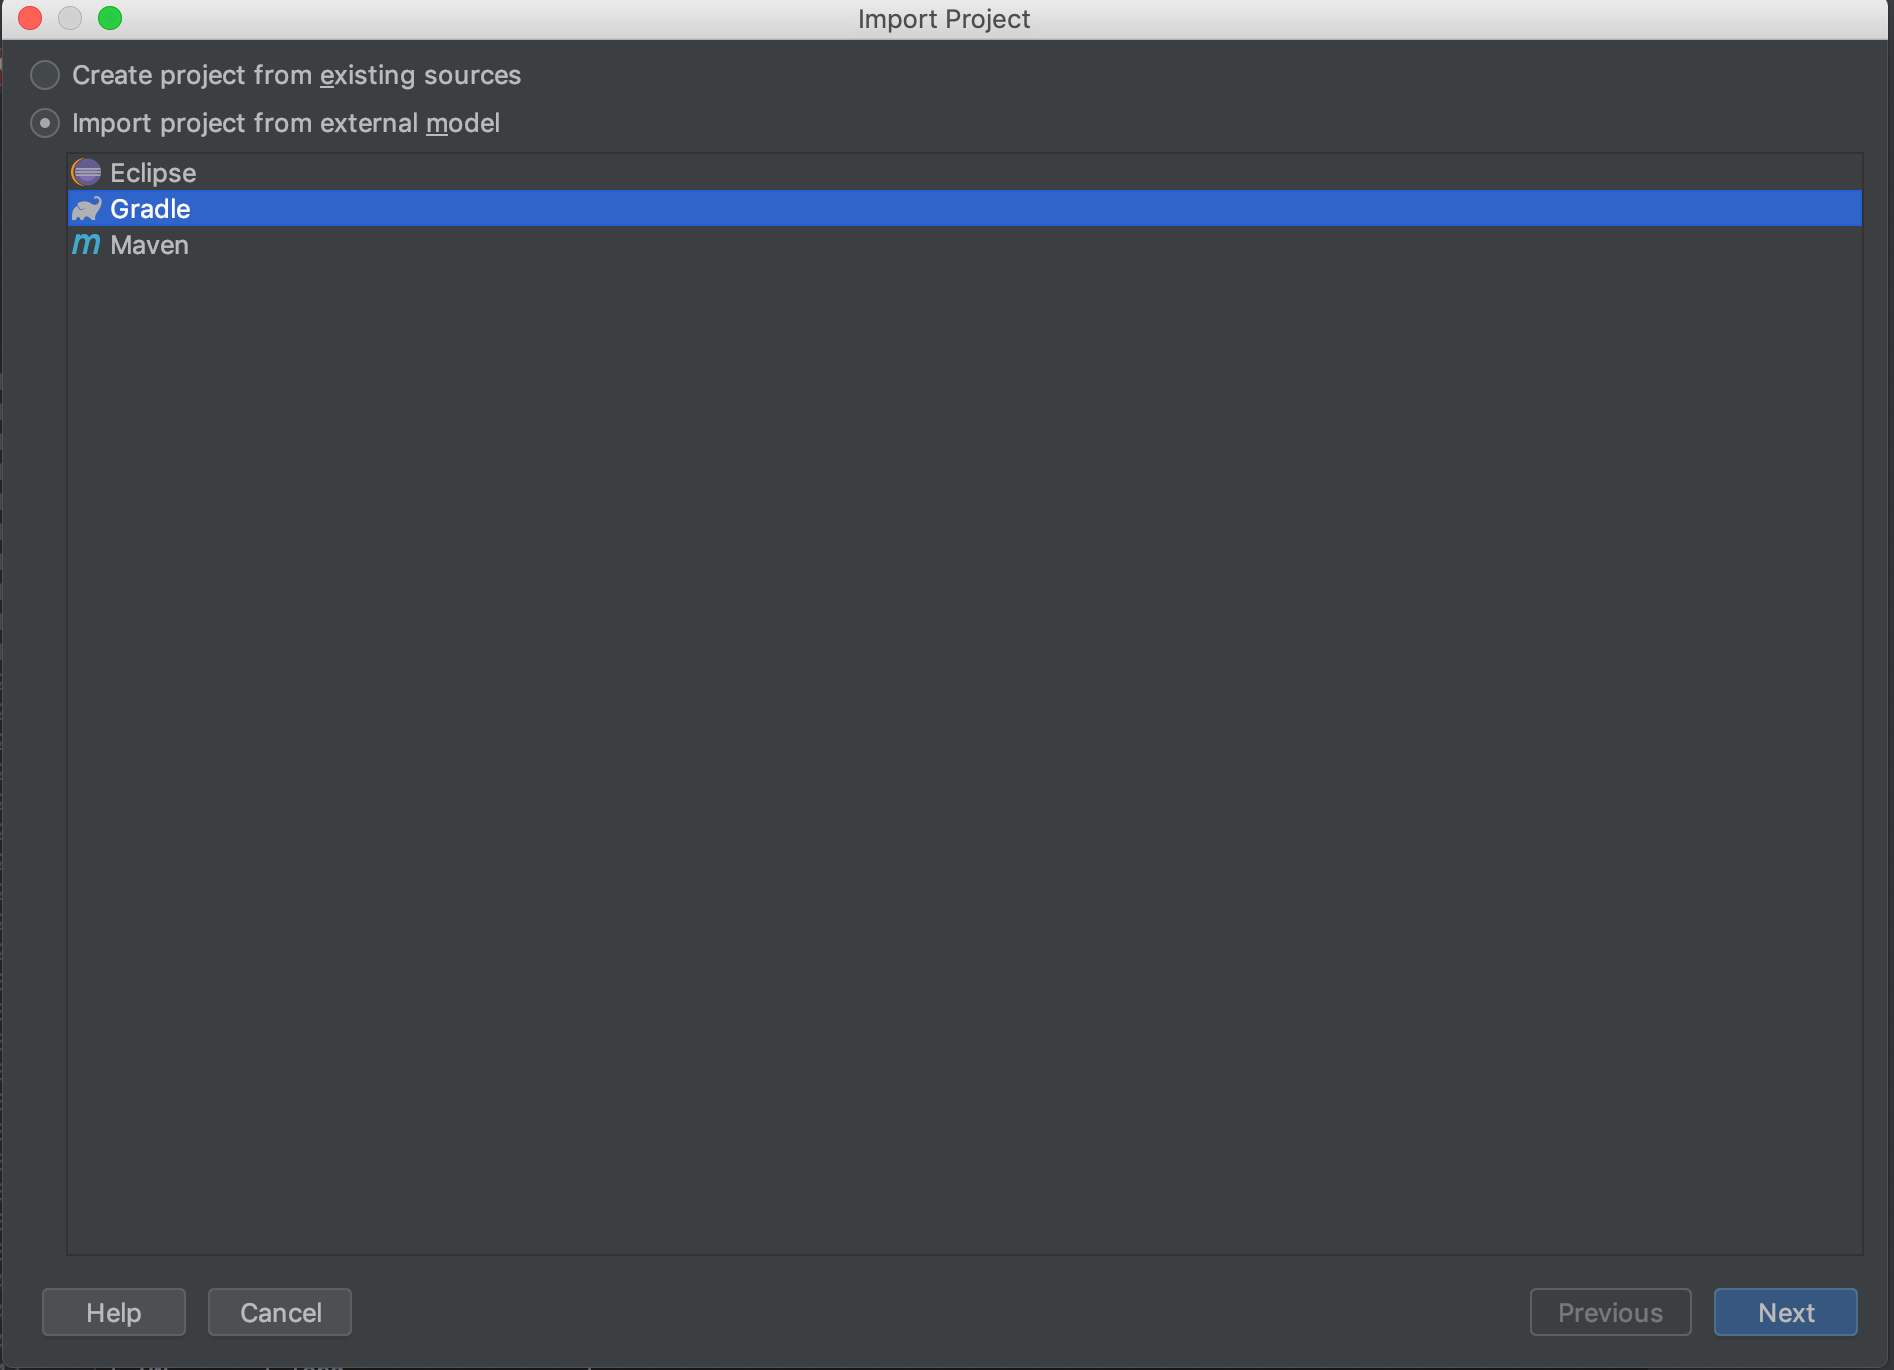 Import Project
Create project from existing sources
Import project from external model
Eclipse
Gradle
m Maven
Help Cancel Previous Next